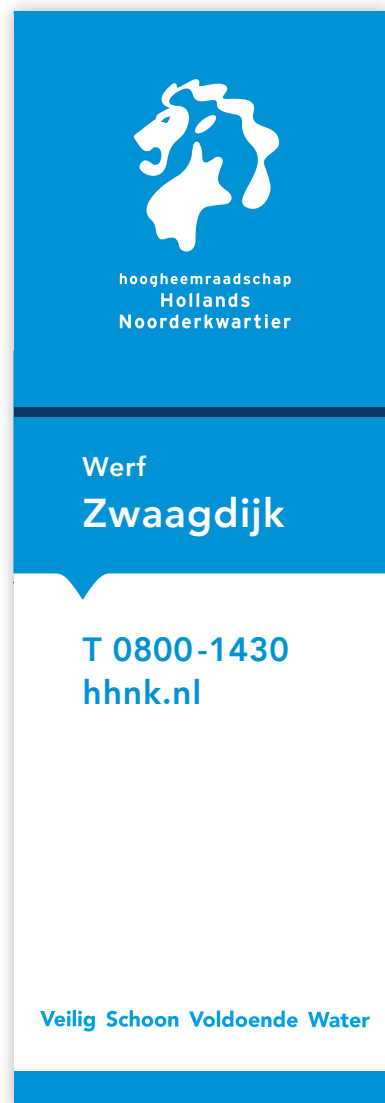 hoogheemraadschap
Hollands
Noorderkwartier
Werf
Zwaagdijk
T 0800-1430
hhnk.nl
Veilig Schoon Voldoende Water